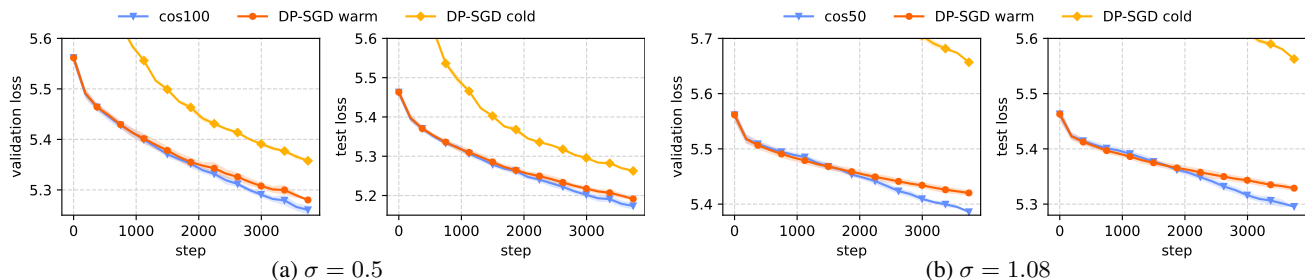 cos100 DP-SGD warm DP-SGD cold
cos50 DP-SGD warm DP-SGD cold
5.6
5.5
5.4
5.3
validation loss
0 1000 2000 3000
step
5.6
5.5
5.4
5.3
5.2
test loss
0 1000 2000 3000
step
5.7
5.6
5.5
5.4
validation loss
0 1000 2000 3000
step
5.6
5.5
5.4
5.3
test loss
0 1000 2000 3000
step
(a) σ = 0.5
(b) σ = 1.08